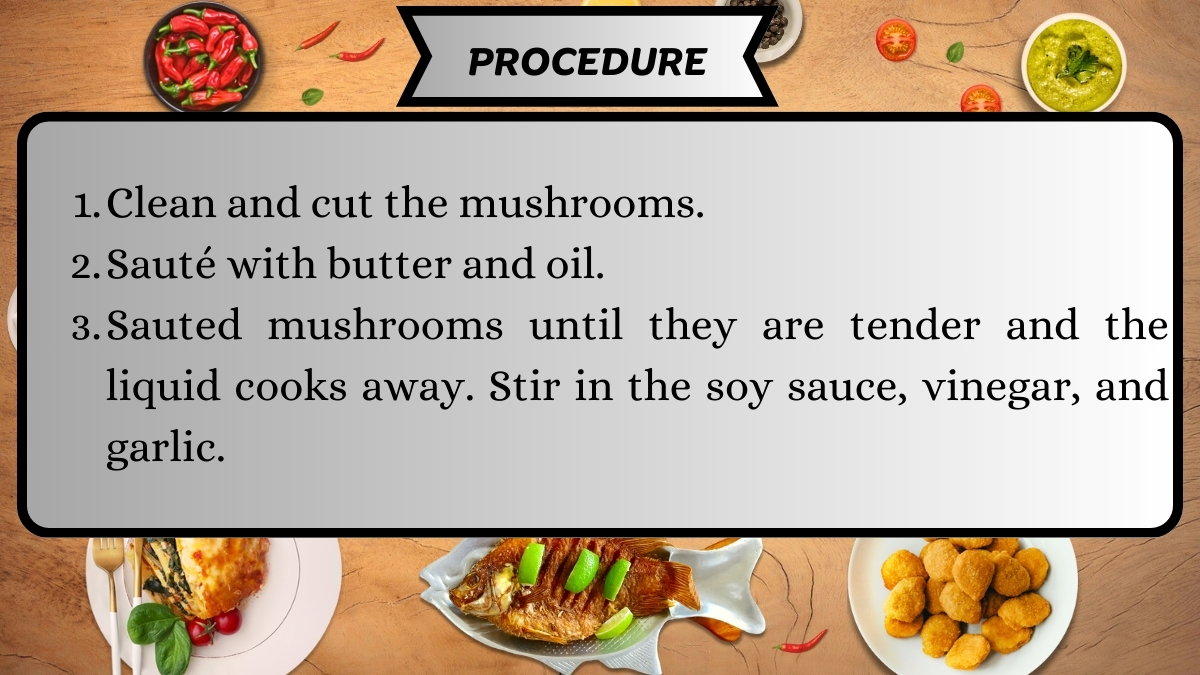 PROCEDURE
1. Clean and cut the mushrooms.
2. Sauté with butter and oil.
3. Sauted mushrooms until they are tender and the
liquid cooks away. Stir in the soy sauce, vinegar, and
garlic.